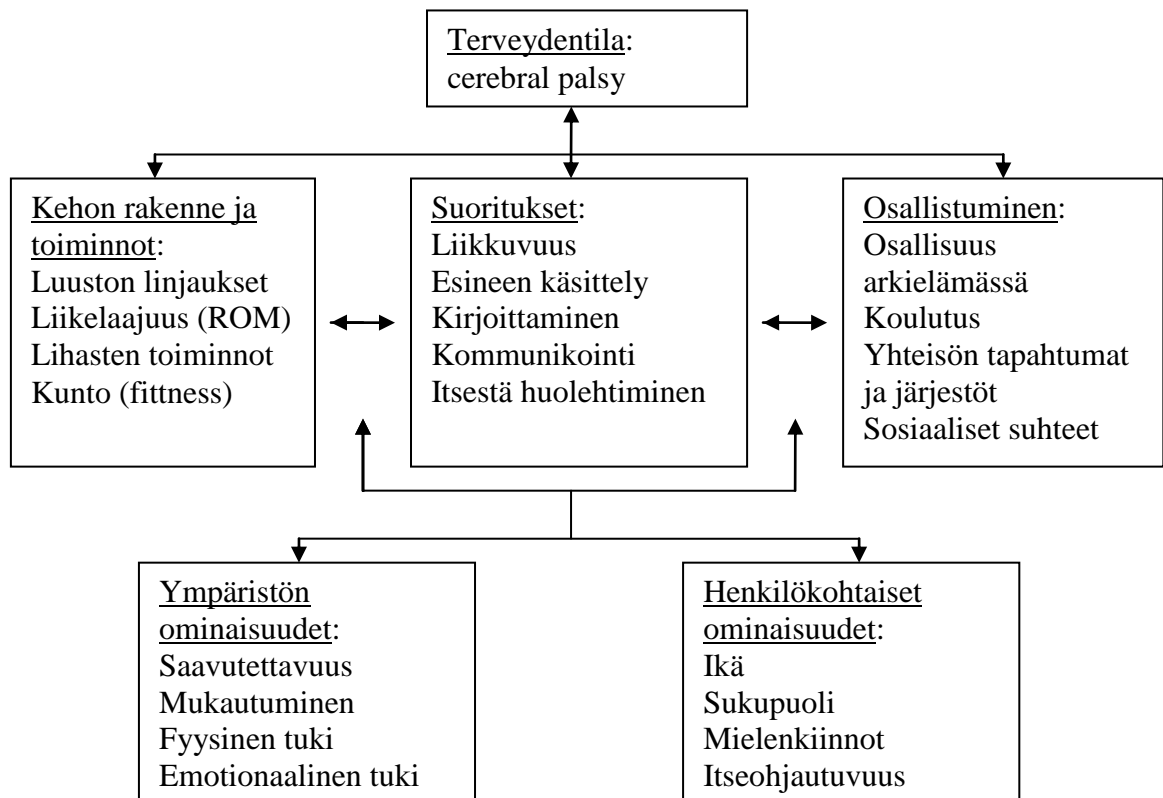 Terveydentila:
cerebral palsy
Kehon rakenne ja
toiminnot:
Luuston linjaukset
Liikelaajuus (ROM)
Lihasten toiminnot
Kunto (fittness)
Suoritukset:
Liikkuvuus
Esineen käsittely
Kirjoittaminen
Kommunikointi
Itsestä huolehtiminen
Osallistuminen:
Osallisuus
arkielämässä
Koulutus
Yhteisön tapahtumat
ja järjestöt
Sosiaaliset suhteet
Ympäristön
ominaisuudet:
Saavutettavuus
Mukautuminen
Fyysinen tuki
Emotionaalinen tuki
Henkilökohtaiset
ominaisuudet:
Ikä
Sukupuoli
Mielenkiinnot
Itseohjautuvuus